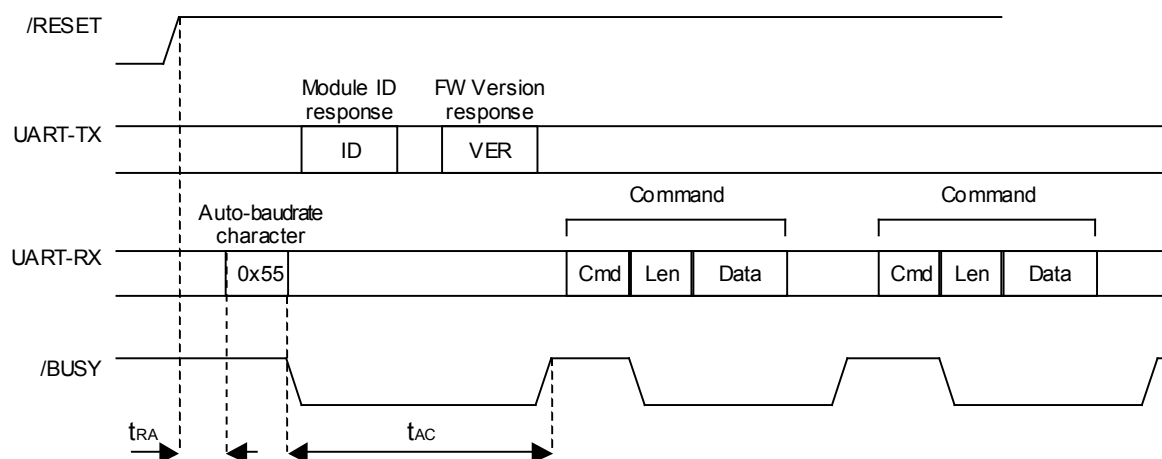 /RESET
Module ID
response
FW Version
response
UART-TX
ID
VER
Command
Command
Auto-baudrate
character
UART-RX
0x55
Cmd
Len
Data
Cmd
Len
Data
/BUSY
tRA
tAC